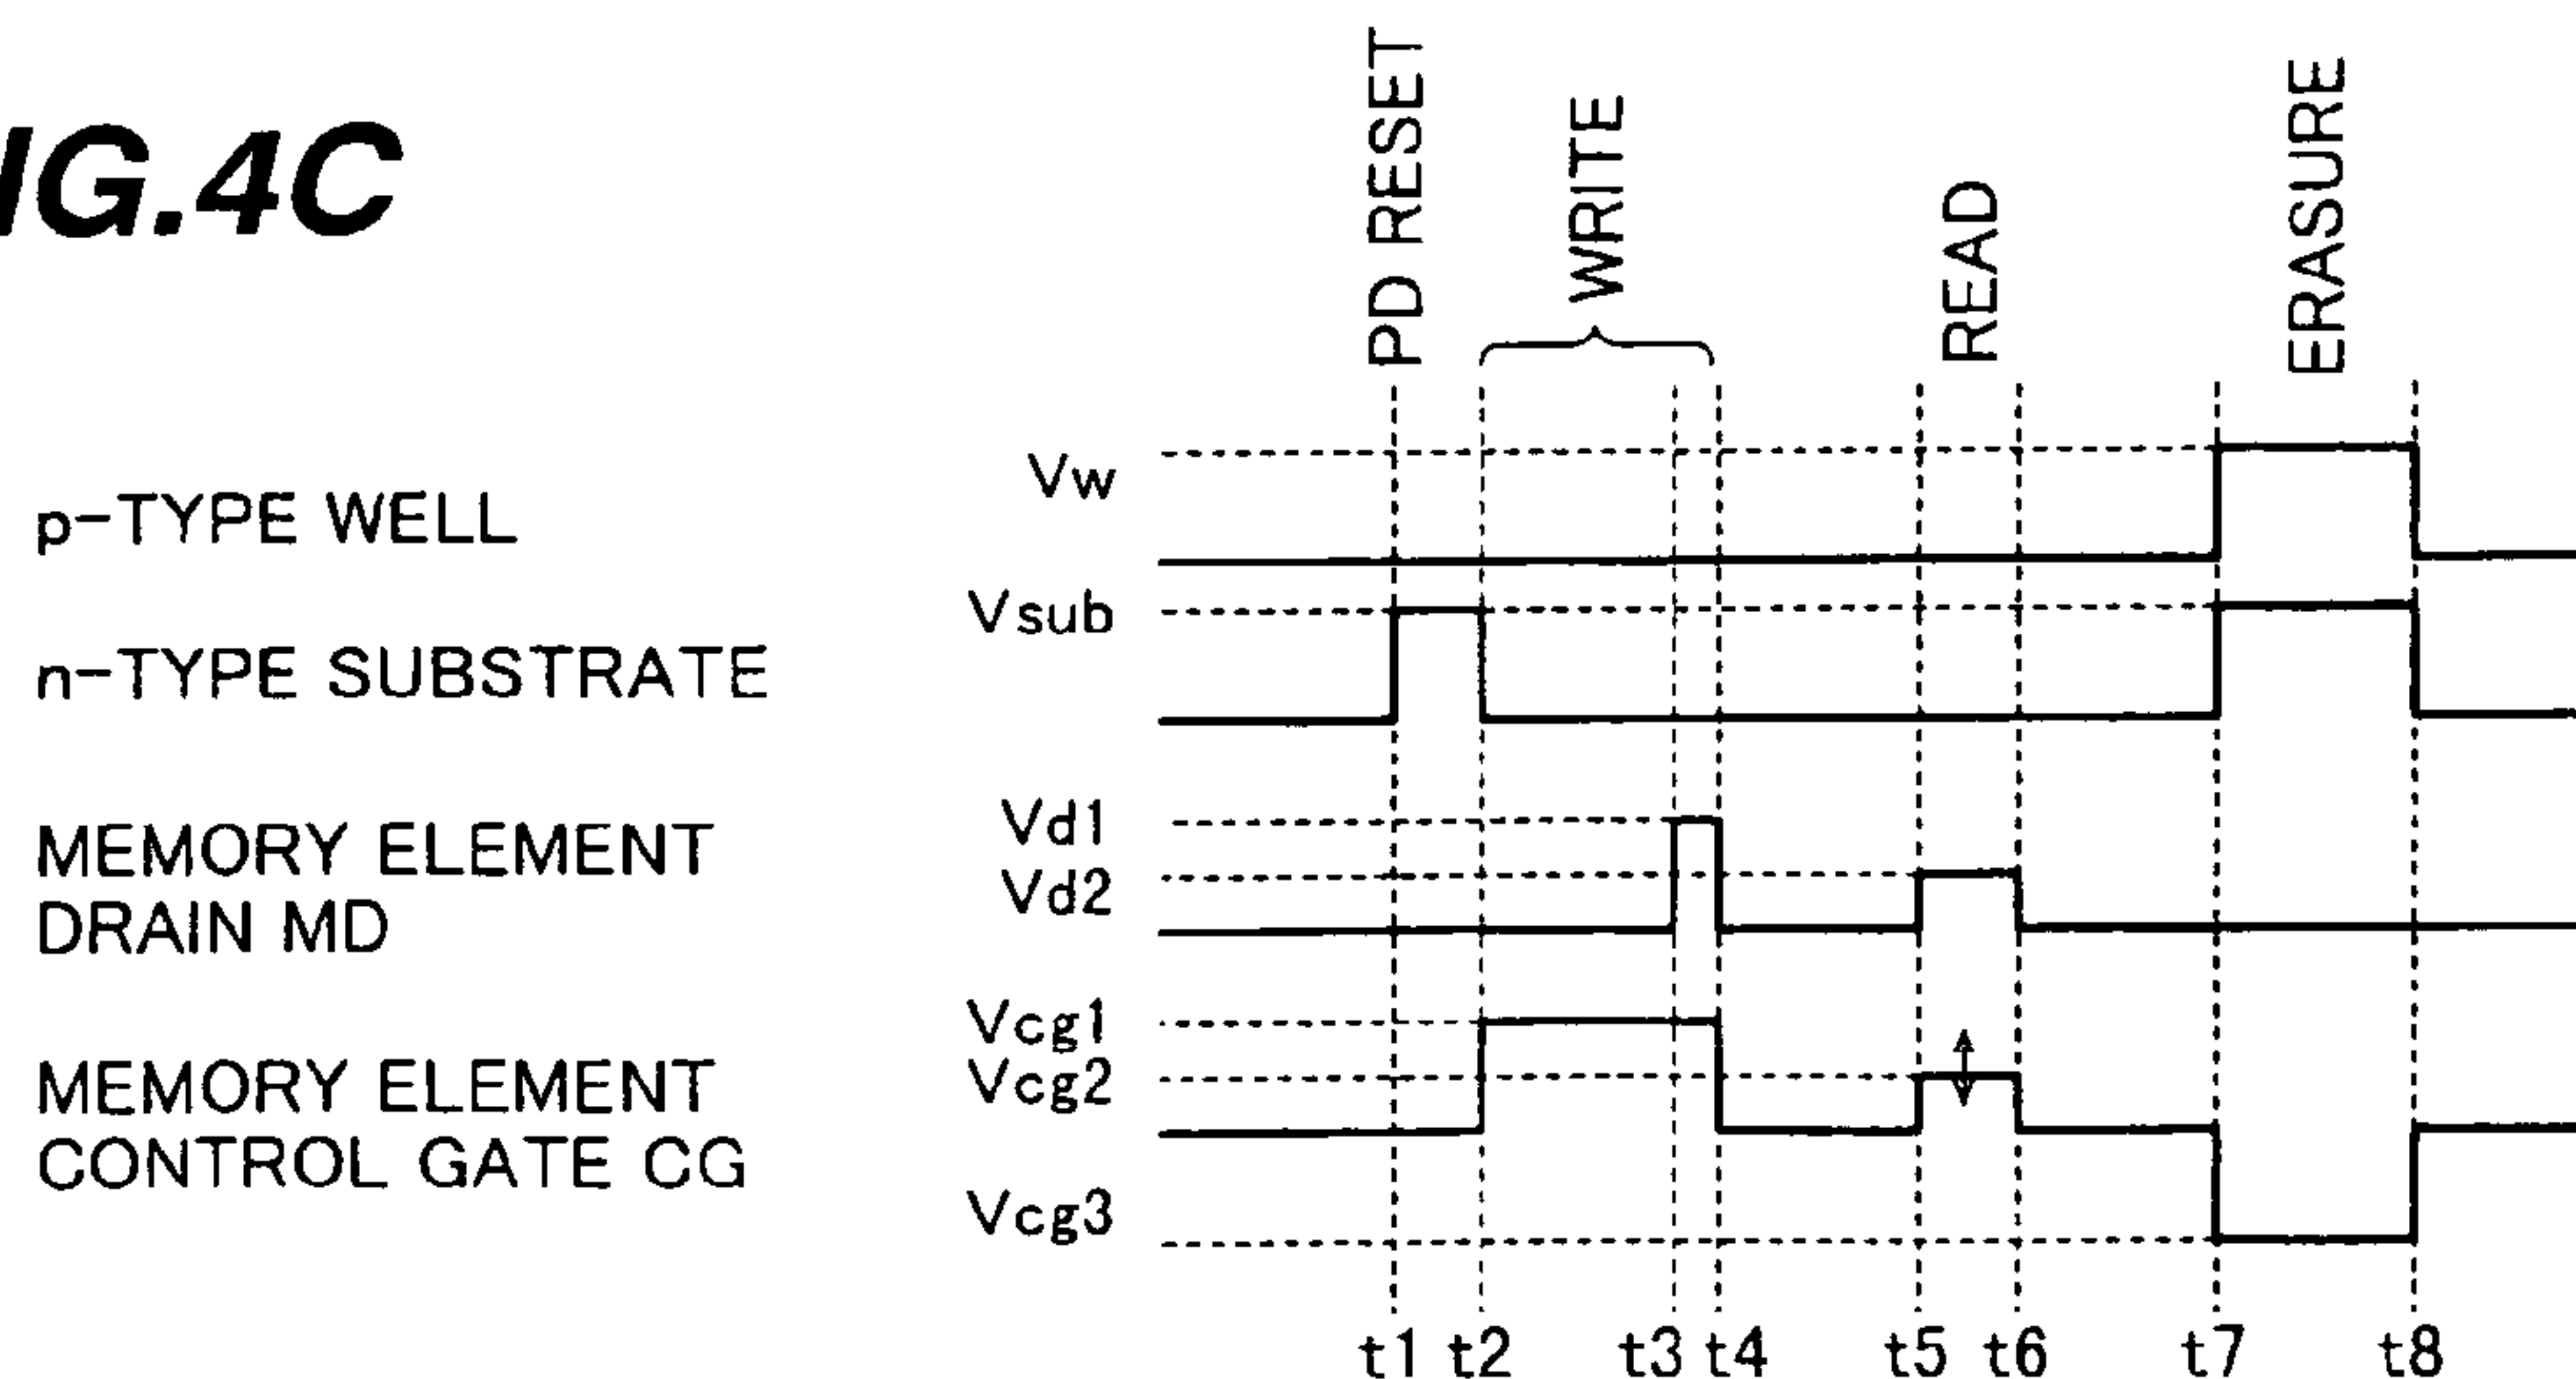 IG.4C
PD RESET
WRITE
READ
ERASURE
p-TYPE WELL
Vw
n-TYPE SUBSTRATE
Vsub
MEMORY ELEMENT
DRAIN MD
Vd1
Vd2
MEMORY ELEMENT
CONTROL GATE CG
Vcg1
Vcg2
Vcg3
t1 t2 t3 t4 t5 t6 t7 t8